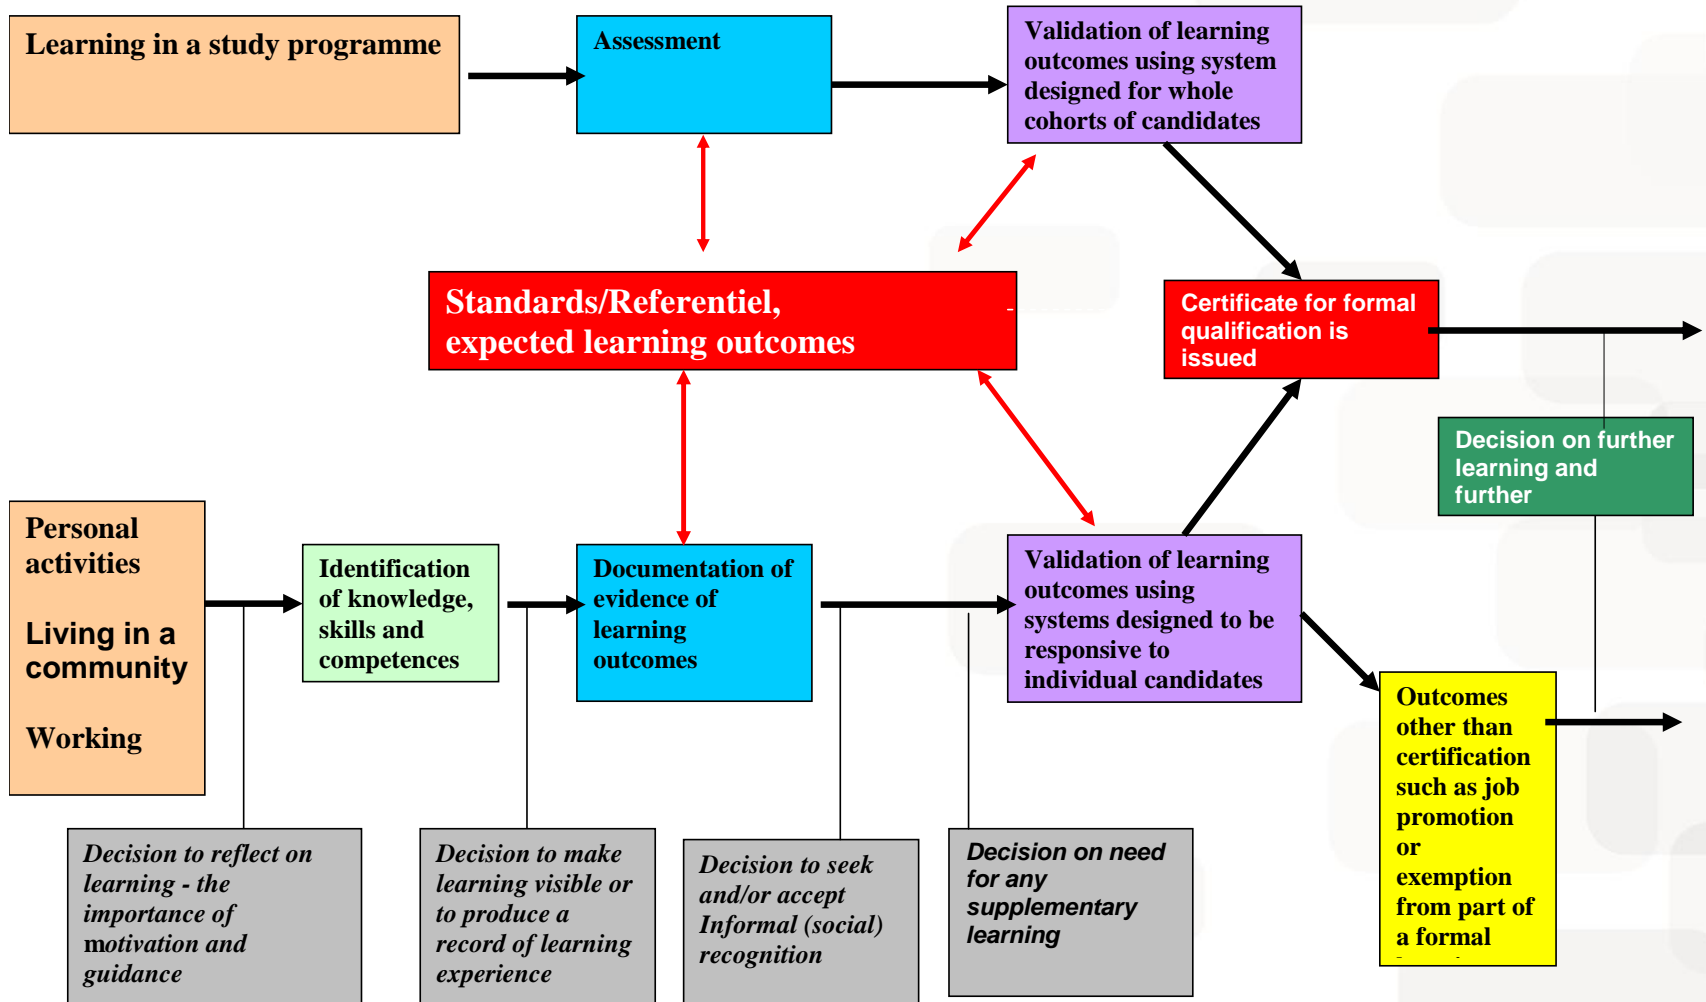 Learning in a study programme
Assessment
Validation of learning
outcomes using system
designed for whole
cohorts of candidates
Standards/Referentiel,
expected learning outcomes
Certificate for formal
qualification is
issued
Decision on further
learning and
further
Personal
activities
Living in a
community
Working
Identification
of knowledge,
skills and
competences
Documentation of
evidence of
learning
outcomes
Validation of learning
outcomes using
systems designed to be
responsive to
individual candidates
Outcomes
other than
certification
such as job
promotion
or
exemption
from part of
a formal
Decision to reflect on
learning - the
importance of
motivation and
guidance
Decision to make
learning visible or
to produce a
record of learning
experience
Decision to seek
and/or accept
Informal (social)
recognition
Decision on need
for any
supplementary
learning